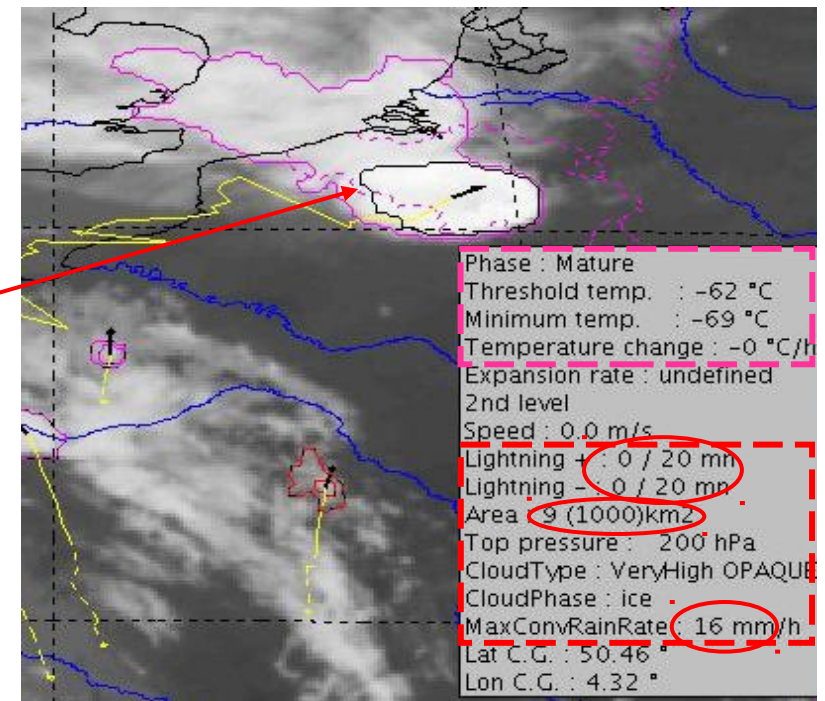 Phase : Mature
Threshold temp. : -62 °C
Minimum temp. : -69 °C
Temperature change : -0 °C/h
Expansion rate : undefined
2nd level
Speed : 0.0 m/s
Lightning + : 0 / 20 mn
Lightning - : 0 / 20 mn
Area : 9 (1000)km2
Top pressure : 200 hPa
CloudType : VeryHigh OPAQUE
CloudPhase : ice
MaxConvRainRate : 16 mm/h
Lat C.G. : 50.46 °
Lon C.G. : 4.32 °